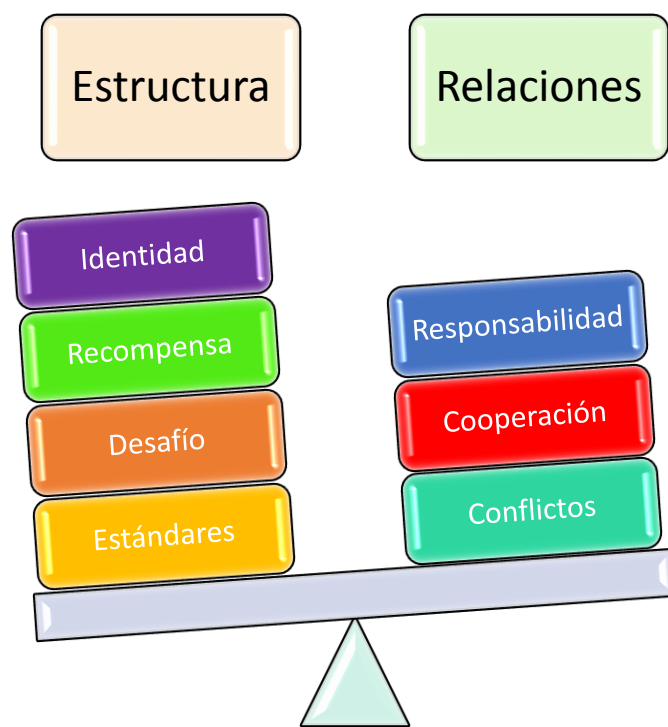 Estructura
Relaciones
Identidad
Recompensa
Desafío
Estándares
Responsabilidad
Cooperación
Conflictos